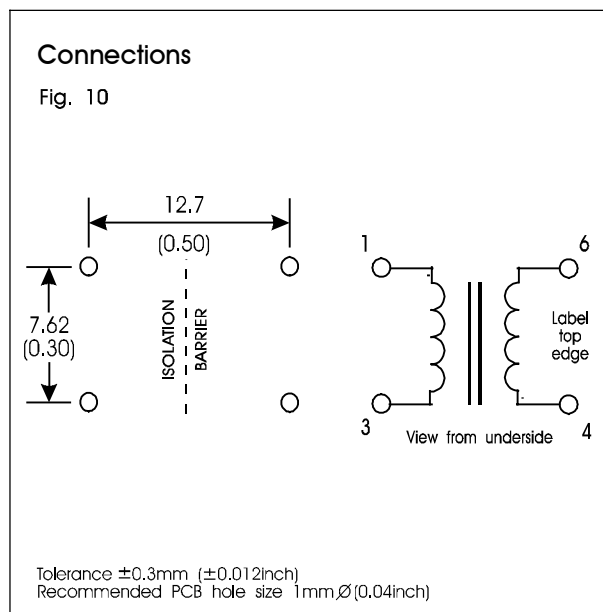 Connections
Fig. 10
12.7
(0.50)
7.62
(0.30)
ISOLATION
BARRIER
1
6
Label
top
edge
3
4
View from underside
Tolerance ±0.3mm (±0.012inch)
Recommended PCB hole size 1mmØ(0.04inch)